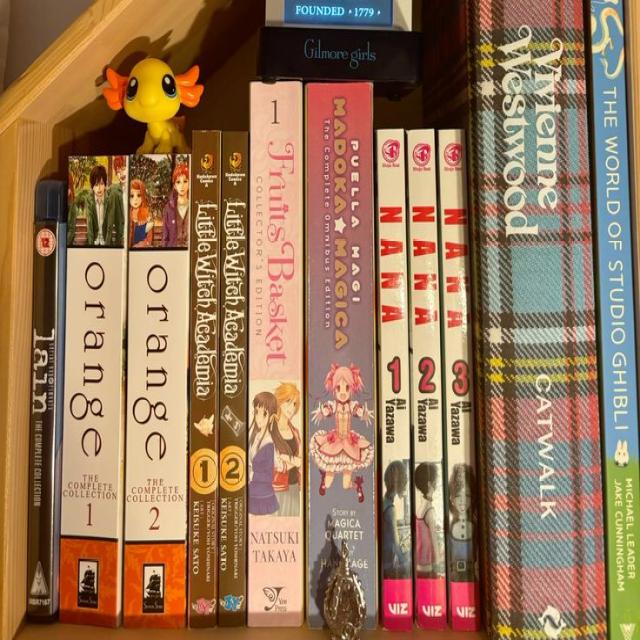 FOUNDED • 1779 •
Gilmore girls
12
lain
THE COMPLETE COLLECTION
orange
THE COMPLETE
COLLECTION
1
orange
THE COMPLETE
COLLECTION
2
Little Witch Academia
1
KEISUKE SATO
Little Witch Academia
2
KEISUKE SATO
1
Fruits Basket
COLLECTOR'S EDITION
NATSUKI
TAKAYA
Yen
Press
PUELLA MAGI
MADOKA★MAGICA
The Complete Omnibus Edition
STORY BY
MAGICA
QUARTET
NANA
1
Ai
Yazawa
VIZ
NANA
2
Ai
Yazawa
VIZ
NANA
3
Ai
Yazawa
VIZ
Vivienne
Westwood
CATWALK
THE WORLD OF STUDIO GHIBLI
MICHAEL LEADER
JAKE CUNNINGHAM